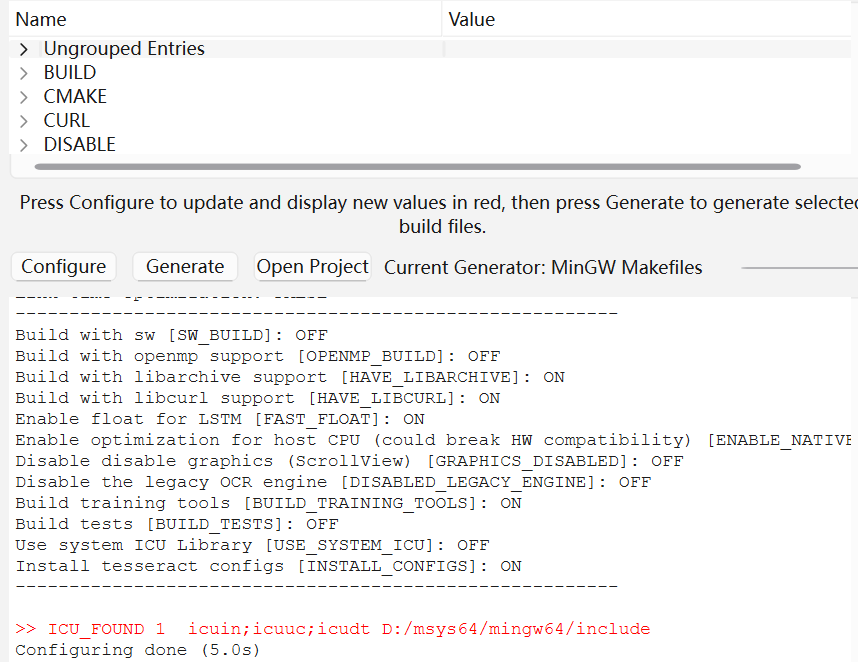 Name Value
Ungrouped Entries
BUILD
CMAKE
CURL
DISABLE
Press Configure to update and display new values in red, then press Generate to generate selected
build files.
Configure Generate Open Project Current Generator: MinGW Makefiles
--------------------------------------------------------
Build with sw [SW_BUILD]: OFF
Build with openmp support [OPENMP_BUILD]: OFF
Build with libarchive support [HAVE_LIBARCHIVE]: ON
Build with libcurl support [HAVE_LIBCURL]: ON
Enable float for LSTM [FAST_FLOAT]: ON
Enable optimization for host CPU (could break HW compatibility) [ENABLE_NATIVE
Disable disable graphics (ScrollView) [GRAPHICS_DISABLED]: OFF
Disable the legacy OCR engine [DISABLED_LEGACY_ENGINE]: OFF
Build training tools [BUILD_TRAINING_TOOLS]: ON
Build tests [BUILD_TESTS]: OFF
Use system ICU Library [USE_SYSTEM_ICU]: OFF
Install tesseract configs [INSTALL_CONFIGS]: ON
--------------------------------------------------------
>> ICU_FOUND 1  icuin;icuuc;icudt D:/msys64/mingw64/include
Configuring done (5.0s)